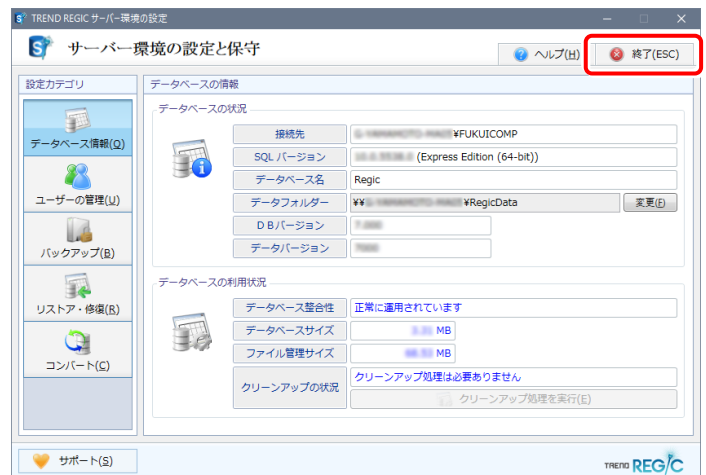 TREND REGIC サーバー環境の設定
サーバー環境の設定と保守
ヘルプ(H)
終了(ESC)
設定カテゴリ
データベース情報(D)
ユーザーの管理(U)
バックアップ(B)
リストア・修復(R)
コンバート(C)
データベースの情報
データベースの状況
接続先 ¥FUKUICOMP
SQL バージョン (Express Edition (64-bit))
データベース名 Regic
データフォルダー ¥¥ ¥RegicData 変更(F)
D Bバージョン
データバージョン
データベースの利用状況
データベース整合性 正常に運用されています
データベースサイズ MB
ファイル管理サイズ MB
クリーンアップの状況 クリーンアップ処理は必要ありません
クリーンアップ処理を実行(E)
サポート(S)
TREND REGIC